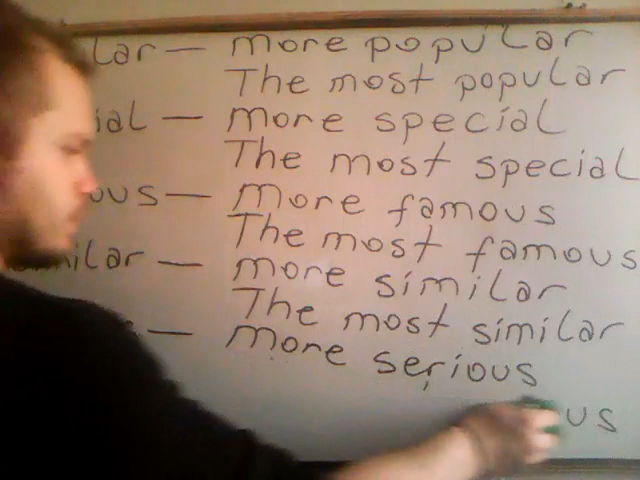 lar — more popular
The most popular
ial — more special
The most special
ous — more famous
The most famous
milar — more similar
The most similar
— more serious
us